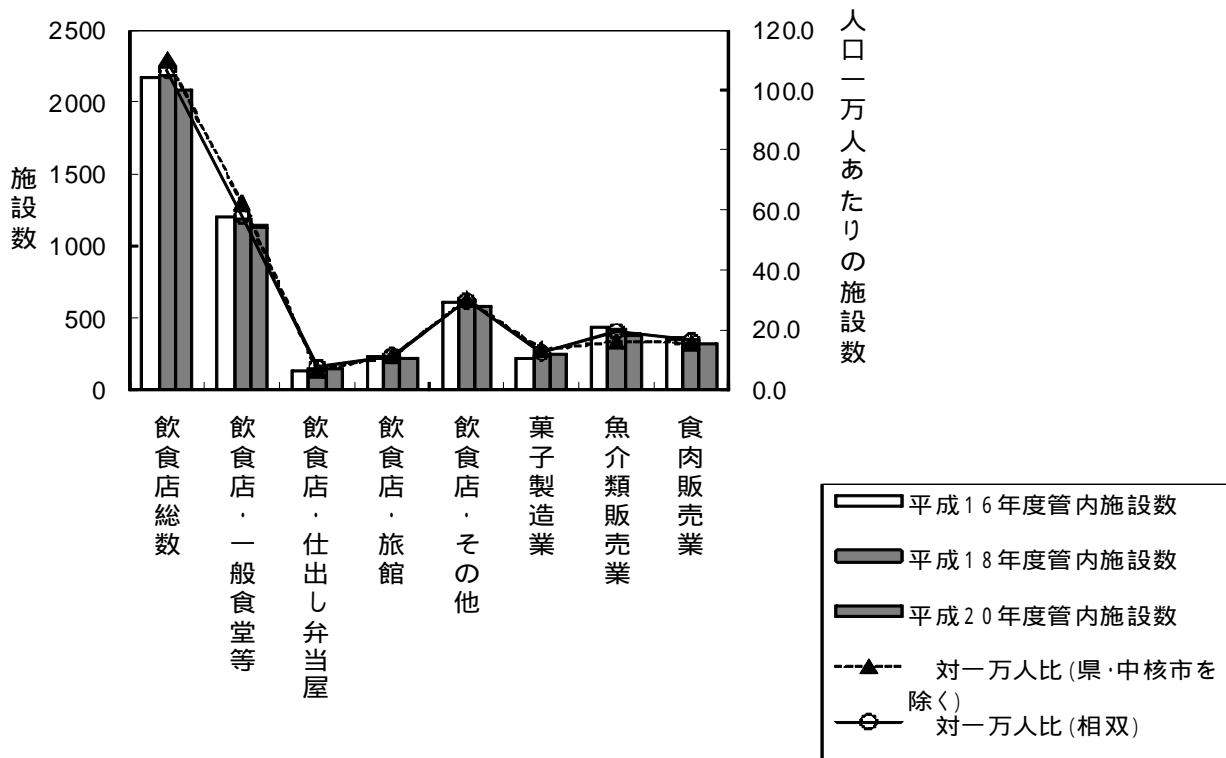 2500
2000
1500
1000
500
0
施設数
120.0
100.0
80.0
60.0
40.0
20.0
0.0
人口一万人あたりの施設数
飲食店総数
飲食店・一般食堂等
飲食店・仕出し弁当屋
飲食店・旅館
飲食店・その他
菓子製造業
魚介類販売業
食肉販売業
平成16年度管内施設数
平成18年度管内施設数
平成20年度管内施設数
対一万人比(県・中核市を
除く)
対一万人比(相双)